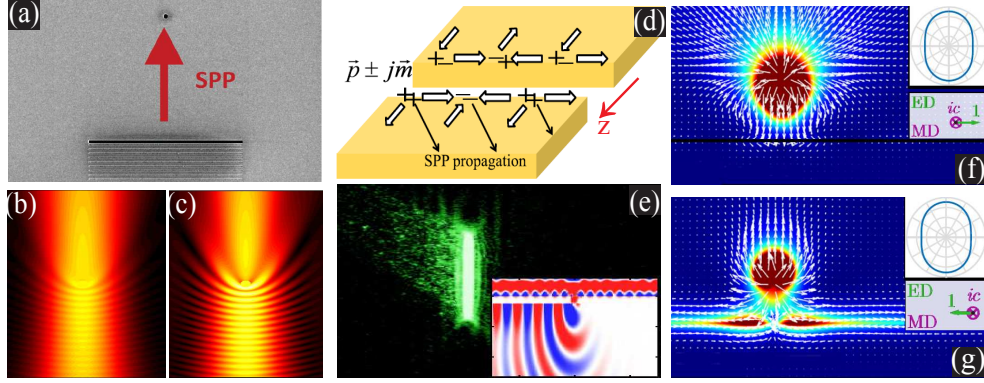 (a)
SPP
(b)
(c)
(d)
p⃗ ± jm⃗
+ − − + + −
+ + − − + +
z
SPP propagation
(e)
ED
ic
1
MD
(f)
ED
ic
1
MD
(g)